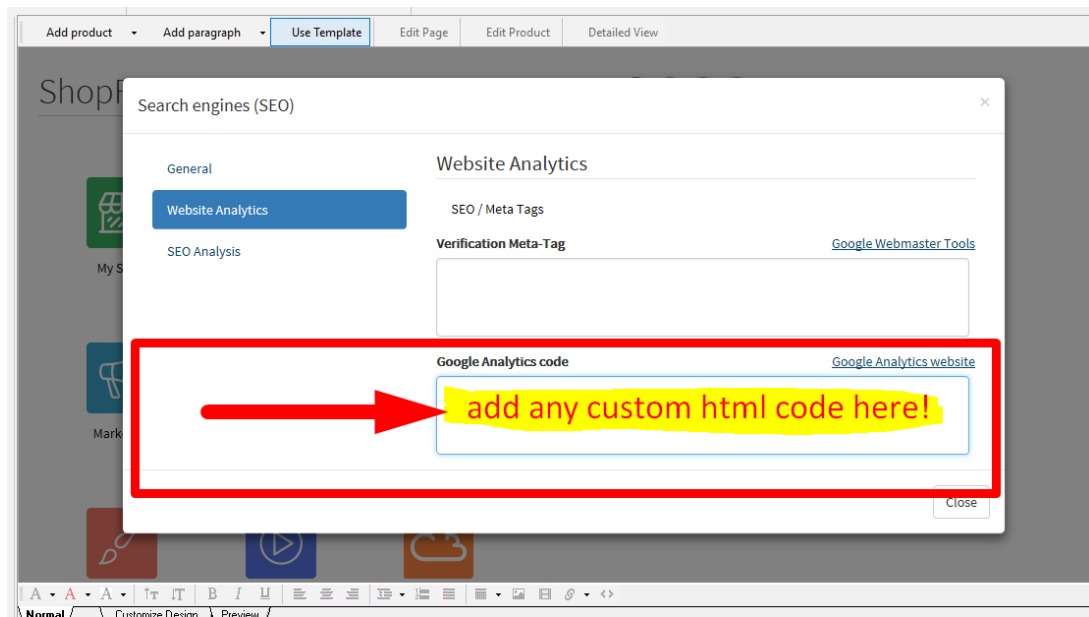 Add product Add paragraph Use Template Edit Page Edit Product Detailed View
Search engines (SEO) ×
General
Website Analytics
SEO Analysis
Website Analytics
SEO / Meta Tags
Verification Meta-Tag Google Webmaster Tools
Google Analytics code Google Analytics website
add any custom html code here!
Close
My
A A A T IT B I U
Normal Customize Design Preview